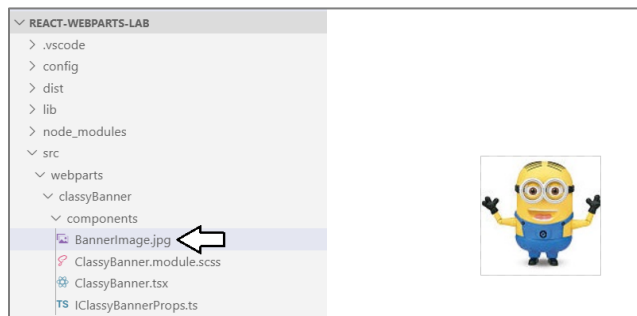 REACT-WEBPARTS-LAB
.vscode
config
dist
lib
node_modules
src
webparts
classyBanner
components
BannerImage.jpg
ClassyBanner.module.scss
ClassyBanner.tsx
TS IClassyBannerProps.ts